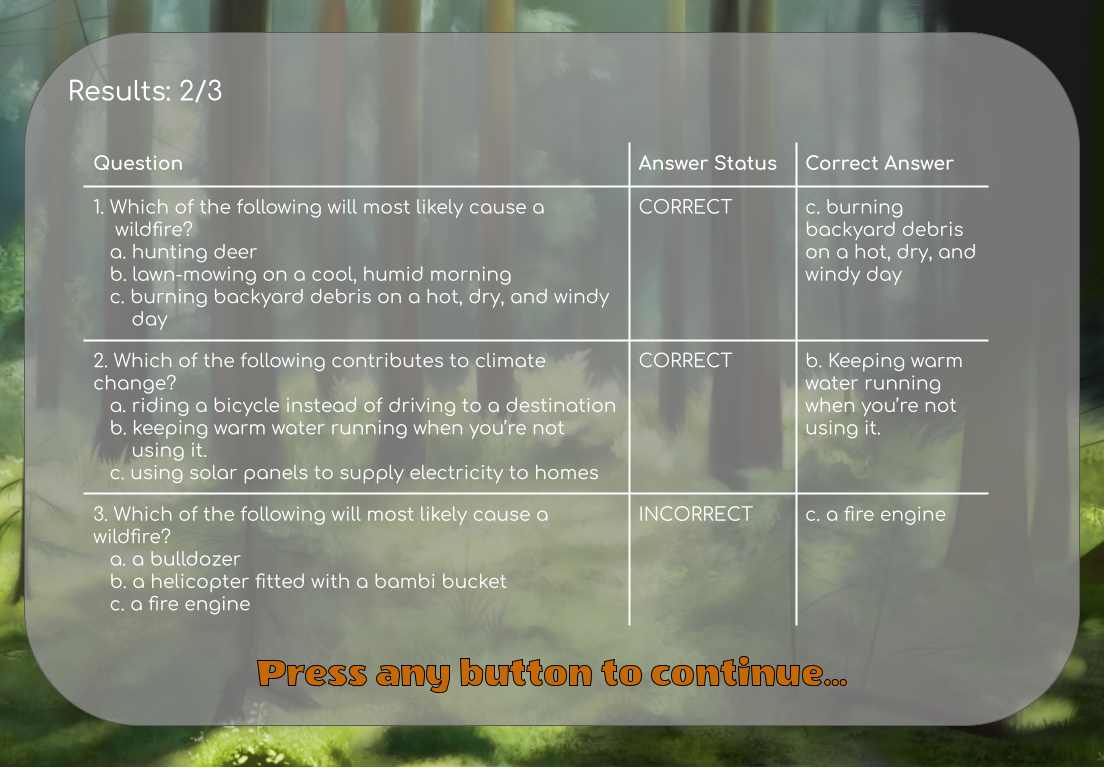 Results: 2/3
Question
Answer Status
Correct Answer
1. Which of the following will most likely cause a
wildfire?
a. hunting deer
b. lawn-mowing on a cool, humid morning
c. burning backyard debris on a hot, dry, and windy
day
CORRECT
c. burning
backyard debris
on a hot, dry, and
windy day
2. Which of the following contributes to climate
change?
a. riding a bicycle instead of driving to a destination
b. keeping warm water running when you're not
using it.
c. using solar panels to supply electricity to homes
CORRECT
b. Keeping warm
water running
when you’re not
using it.
3. Which of the following will most likely cause a
wildfire?
a. a bulldozer
b. a helicopter fitted with a bambi bucket
c. a fire engine
INCORRECT
c. a fire engine
Press any button to continue...